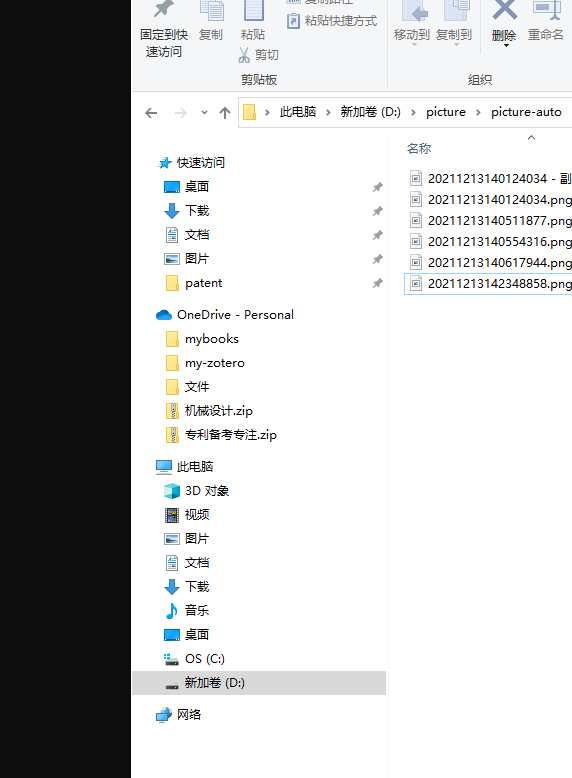 复制路径
固定到快
速访问
复制
粘贴
粘贴快捷方式
剪切
移动到
复制到
删除
重命名
剪贴板
组织
此电脑
新加卷 (D:)
picture
picture-auto
名称
快速访问
桌面
下载
文档
图片
patent
OneDrive - Personal
mybooks
my-zotero
文件
机械设计.zip
专利备考专注.zip
此电脑
3D 对象
视频
图片
文档
下载
音乐
桌面
OS (C:)
新加卷 (D:)
网络
20211213140124034 - 副
20211213140124034.png
20211213140511877.png
20211213140554316.png
20211213140617944.png
20211213142348858.png